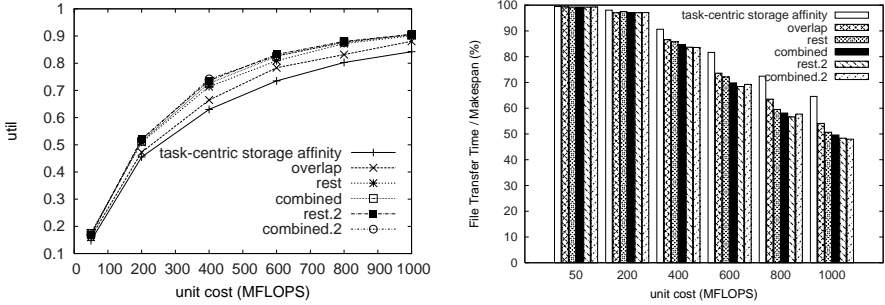 1
0.9
0.8
0.7
0.6
0.5
0.4
0.3
0.2
0.1
util
0 100 200 300 400 500 600 700 800 900 1000
unit cost (MFLOPS)
task-centric storage affinity
overlap
rest
combined
rest.2
combined.2
100
90
80
70
60
50
40
30
20
10
0
File Transfer Time / Makespan (%)
50 200 400 600 800 1000
unit cost (MFLOPS)
task-centric storage affinity
overlap
rest
combined
rest.2
combined.2